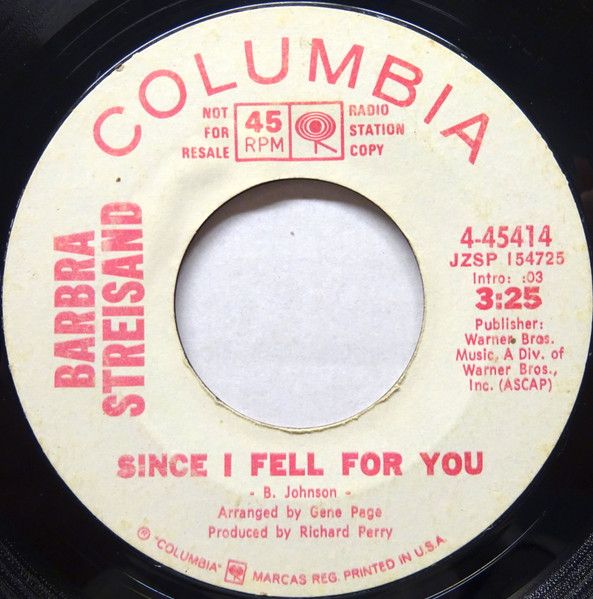 COLUMBIA
NOT
FOR
RESALE
45
RPM
RADIO
STATION
COPY
BARBRA
STREISAND
4-45414
JZSP 154725
Intro: :03
3:25
Publisher:
Warner Bros.
Music, A Div. of
Warner Bros.,
Inc. (ASCAP)
SINCE I FELL FOR YOU
- B. Johnson -
Arranged by Gene Page
Produced by Richard Perry
℗ "COLUMBIA" MARCAS REG. PRINTED IN U.S.A.